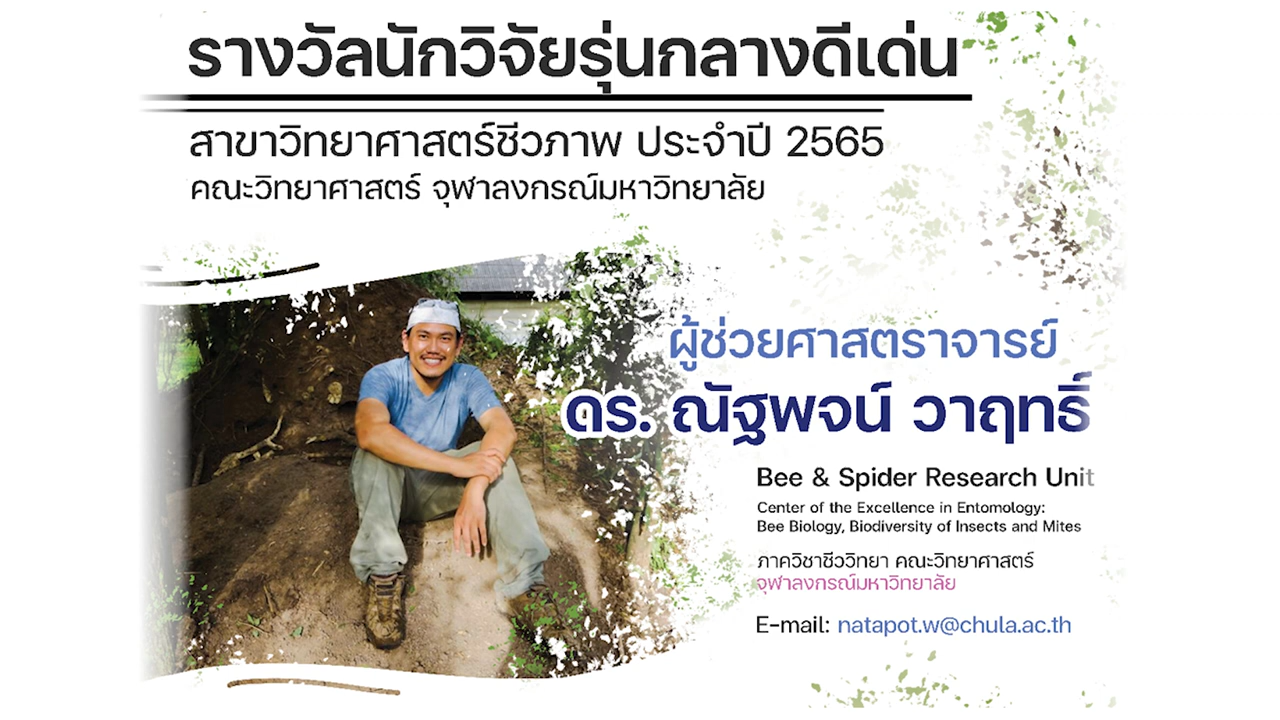 รางวัลนักวิจัยรุ่นกลางดีเด่น
สาขาวิทยาศาสตร์ชีวภาพ ประจำปี 2565
คณะวิทยาศาสตร์ จุฬาลงกรณ์มหาวิทยาลัย
ผู้ช่วยศาสตราจารย์
ดร. ณัฐพจน์ วาฤทธิ์
Bee & Spider Research Unit
Center of the Excellence in Entomology:
Bee Biology, Biodiversity of Insects and Mites
ภาควิชาชีววิทยา คณะวิทยาศาสตร์
จุฬาลงกรณ์มหาวิทยาลัย
E-mail: natapot.w@chula.ac.th